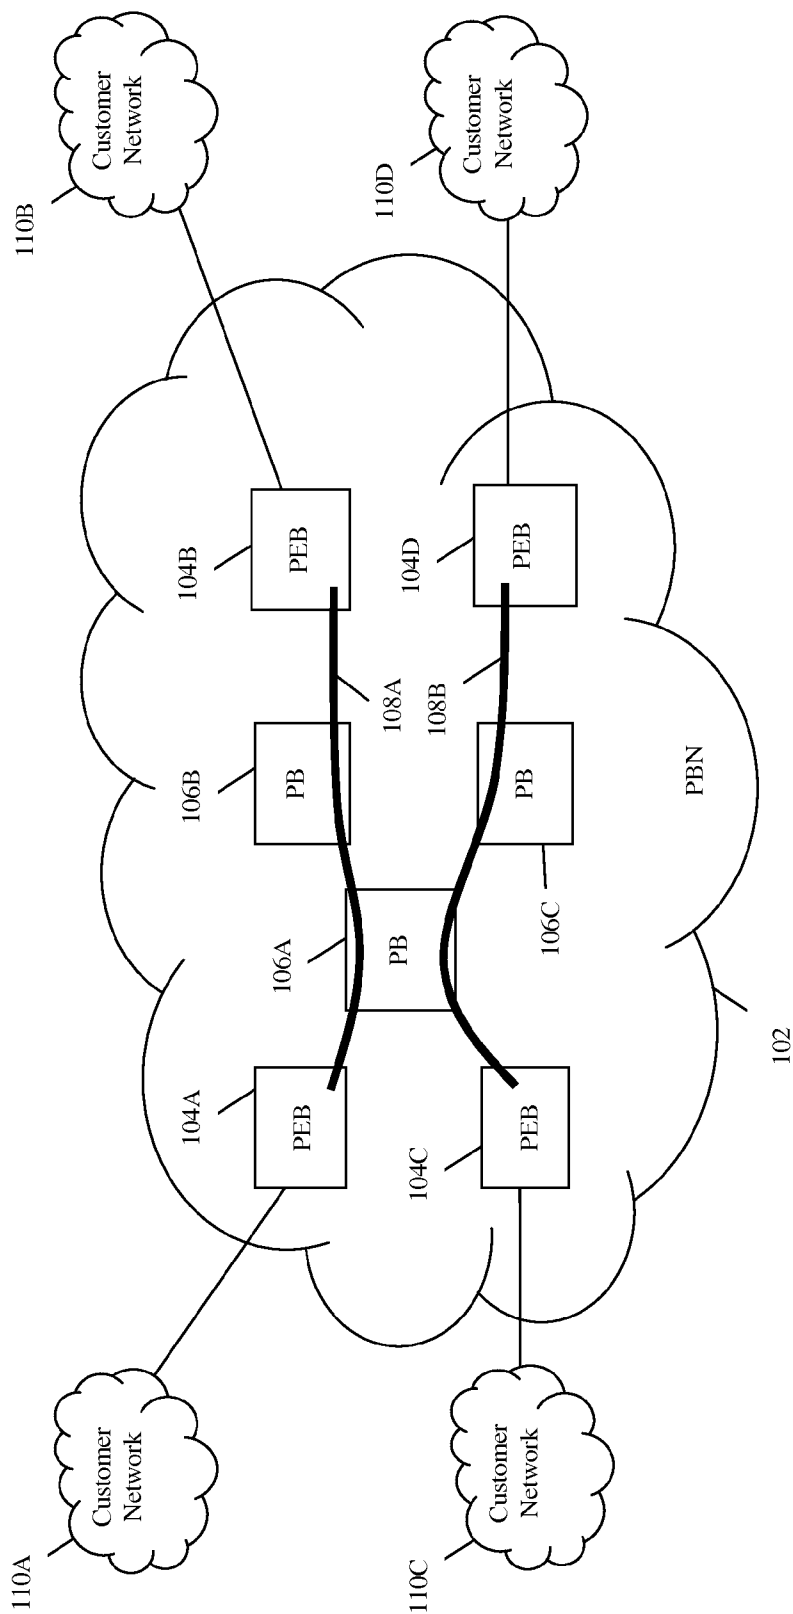 110A
Customer
Network
110B
Customer
Network
104A
PEB
106A
PB
106B
PB
104B
PEB
108A
108B
104C
PEB
106C
PB
104D
PEB
110C
Customer
Network
110D
Customer
Network
PBN
102